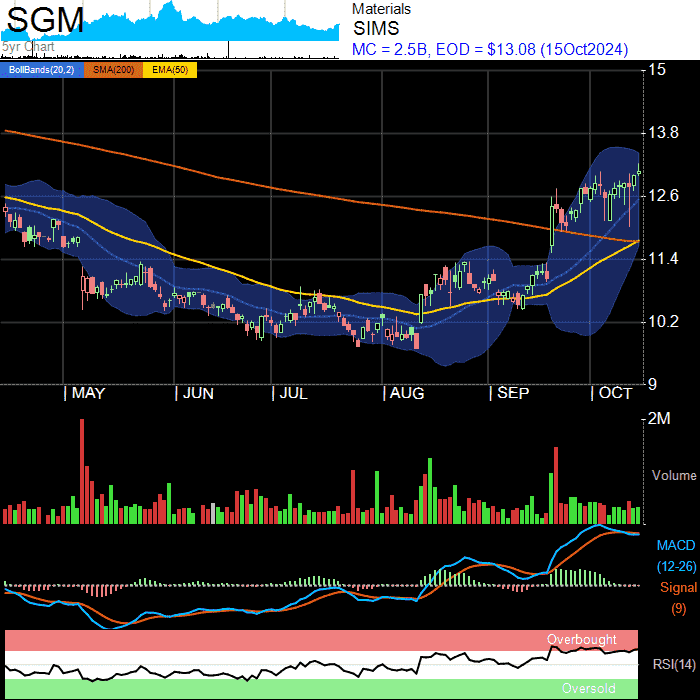 SGM
5yr Chart
Materials
SIMS
MC = 2.5B, EOD = $13.08 (15Oct2024)
BollBands(20,2) SMA(200) EMA(50)
15
13.8
12.6
11.4
10.2
9
| MAY | JUN | JUL | AUG | SEP | OCT
2M
Volume
MACD
(12-26)
Signal
(9)
Overbought
RSI(14)
Oversold